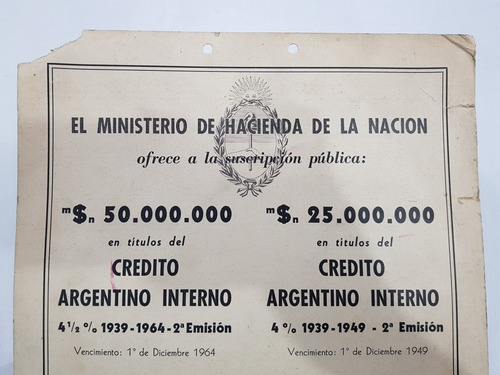 EL MINISTERIO DE HACIENDA DE LA NACION
ofrece a la suscripción pública:
m$n 50.000.000
en títulos del
CREDITO
ARGENTINO INTERNO
4 1/2 % 1939-1964-2ª Emisión
Vencimiento: 1º de Diciembre 1964
m$n 25.000.000
en títulos del
CREDITO
ARGENTINO INTERNO
4 % 1939-1949 - 2ª Emisión
Vencimiento: 1º de Diciembre 1949